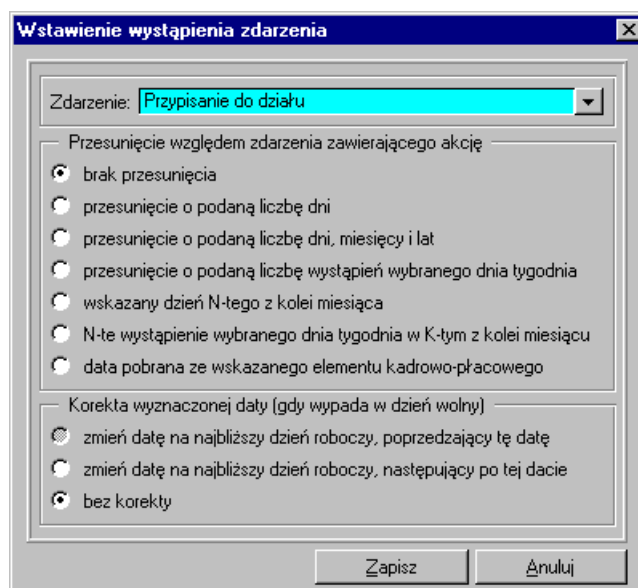 Wstawienie wystąpienia zdarzenia
Zdarzenie: Przypisanie do działu
Przesunięcie względem zdarzenia zawierającego akcję
brak przesunięcia
przesunięcie o podaną liczbę dni
przesunięcie o podaną liczbę dni, miesięcy i lat
przesunięcie o podaną liczbę wystąpień wybranego dnia tygodnia
wskazany dzień N-tego z kolei miesiąca
N-te wystąpienie wybranego dnia tygodnia w K-tym z kolei miesiącu
data pobrana ze wskazanego elementu kadrowo-płacowego
Korekta wyznaczonej daty (gdy wypada w dzień wolny)
zmień datę na najbliższy dzień roboczy, poprzedzający tę datę
zmień datę na najbliższy dzień roboczy, następujący po tej dacie
bez korekty
Zapisz Anuluj